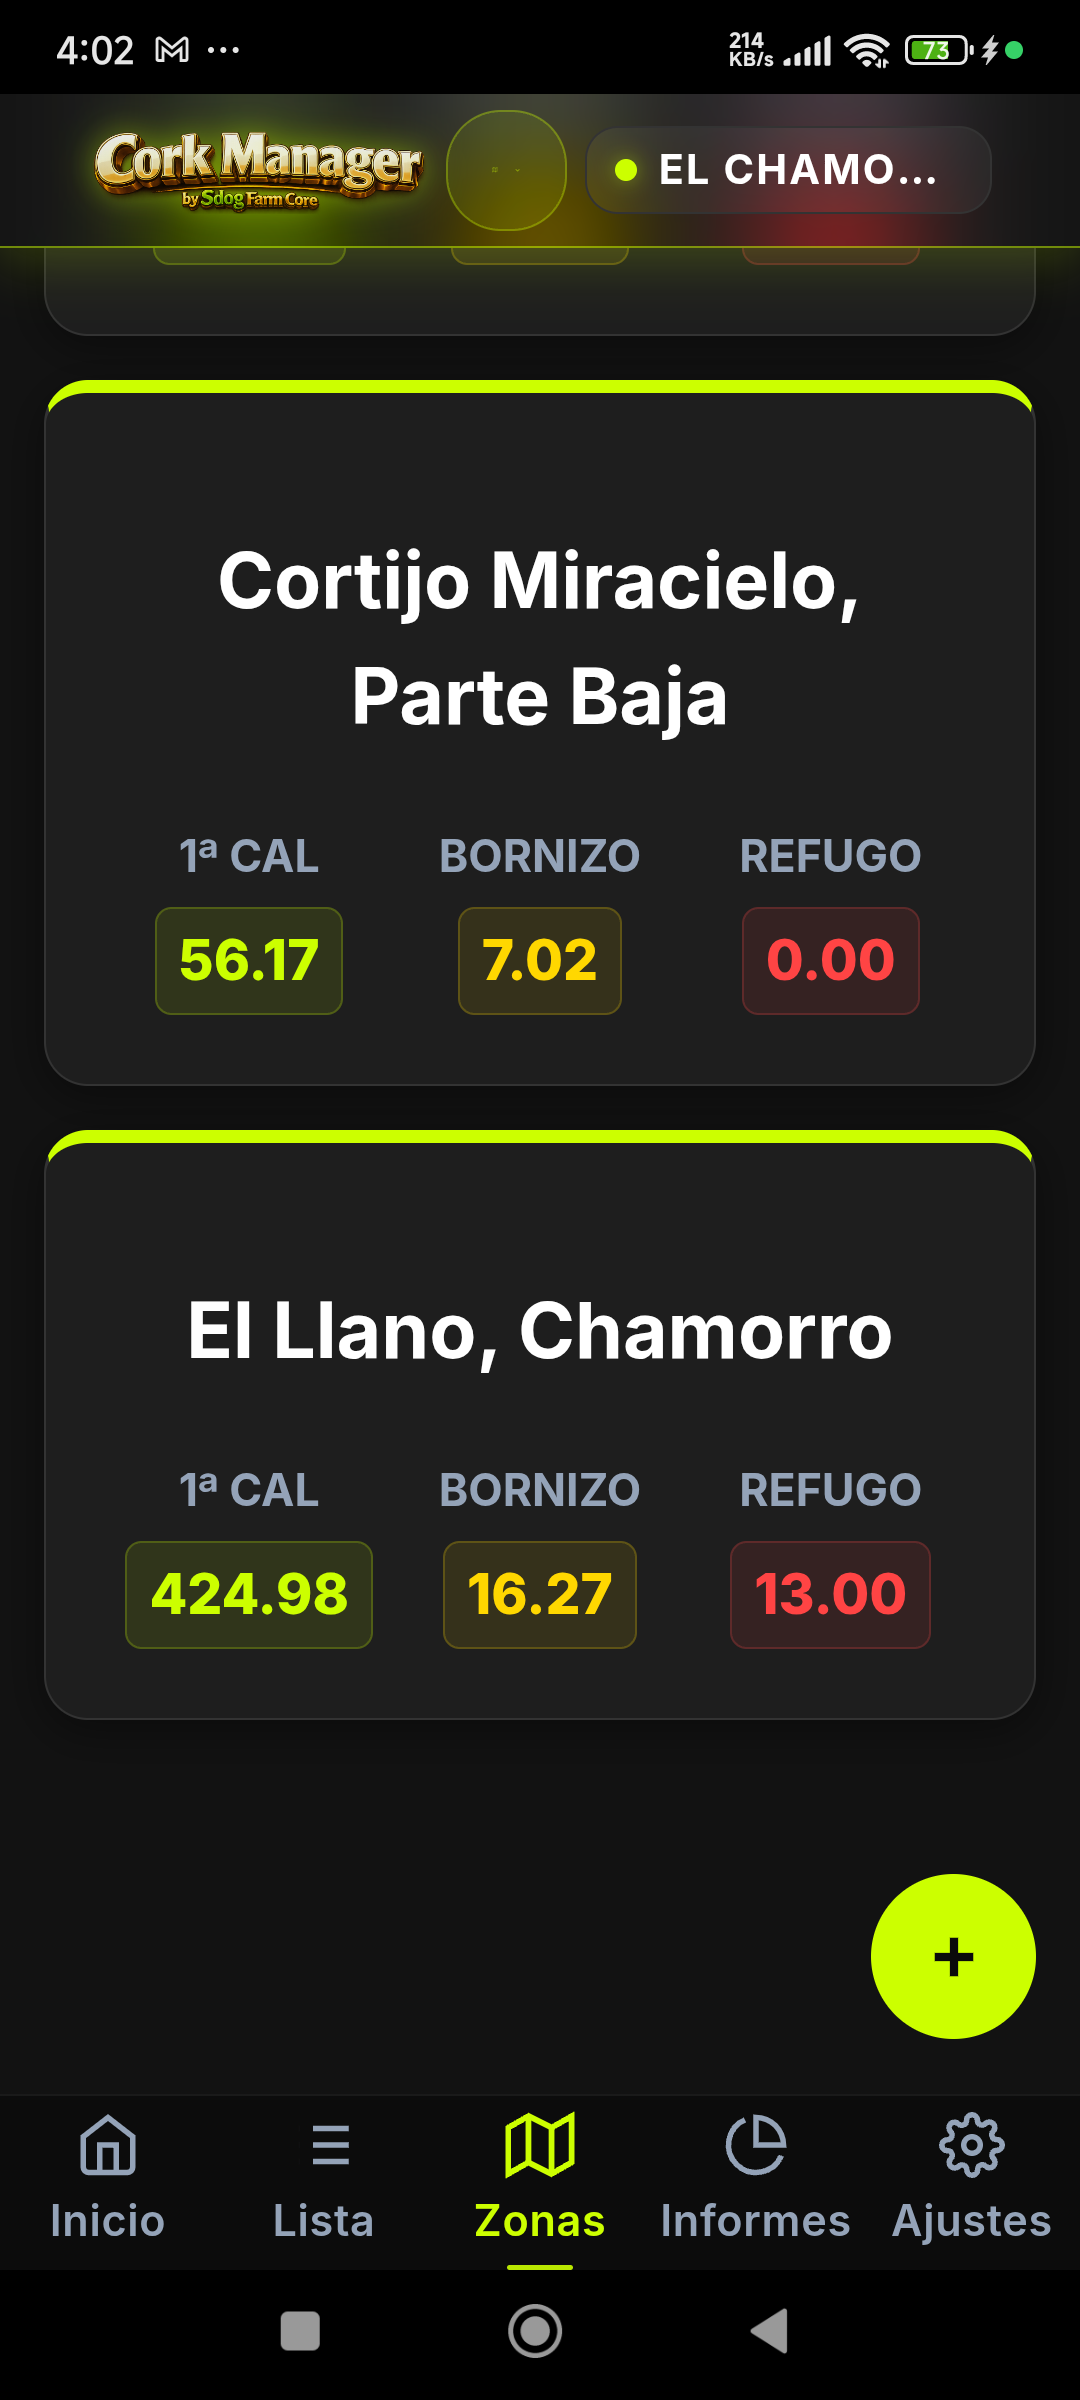 4:02 ... 214 KB/s 73
Cork Manager
by Sdog Farm Core
EL CHAMO...
Cortijo Miracielo,
Parte Baja
1ª CAL BORNIZO REFUGO
56.17 7.02 0.00
El Llano, Chamorro
1ª CAL BORNIZO REFUGO
424.98 16.27 13.00
+
Inicio Lista Zonas Informes Ajustes